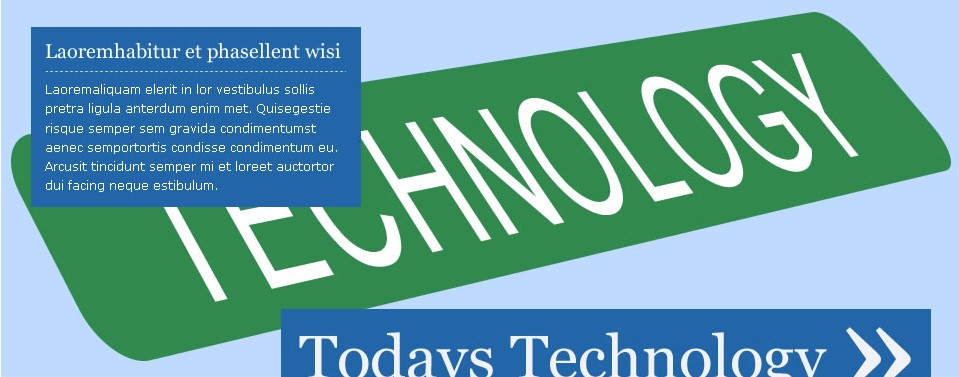 Laoremhabitur et phasellent wisi
Laoremaliquam elerit in lor vestibulus sollis
pretra ligula anterdum enim met. Quisegestie
risque semper sem gravida condimentumst
aenec semportortis condisse condimentum eu.
Arcusit tincidunt semper mi et loreet auctortor
dui facing neque estibulum.
TECHNOLOGY
Todays Technology »